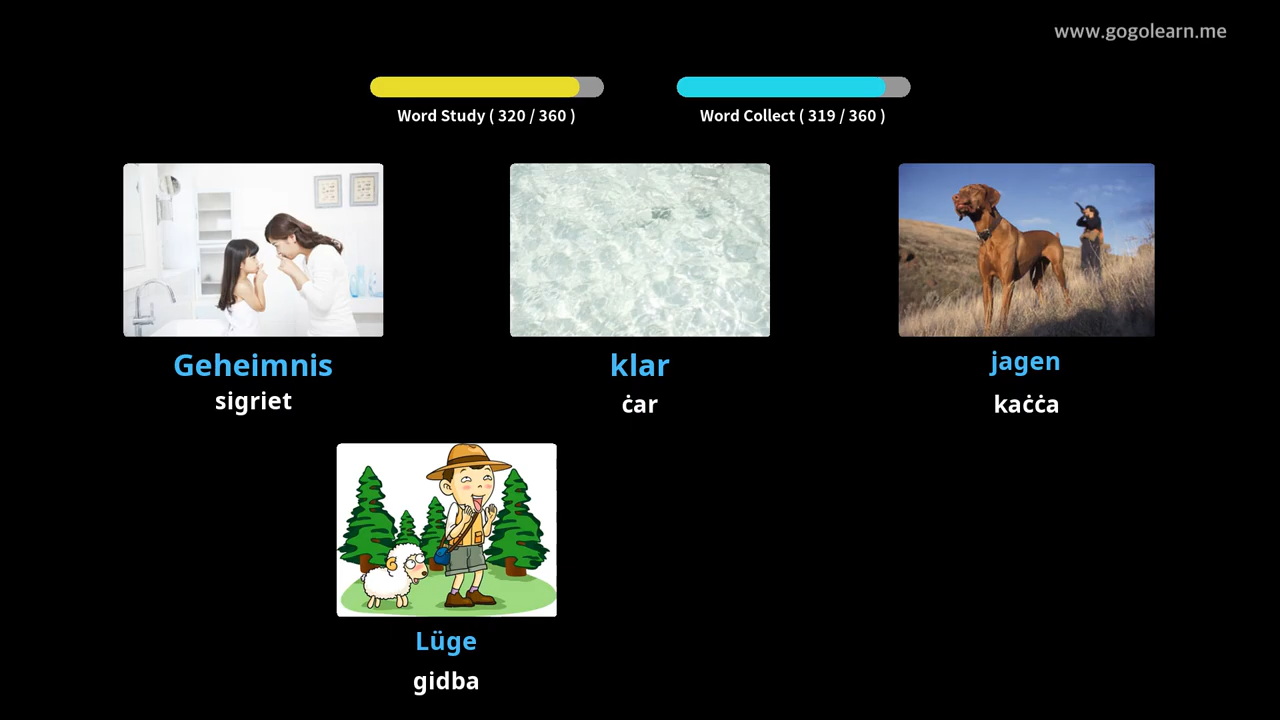 www.gogolearn.me
Word Study ( 320 / 360 )
Word Collect ( 319 / 360 )
Geheimnis
sigriet
klar
ċar
jagen
kaċċa
Lüge
gidba